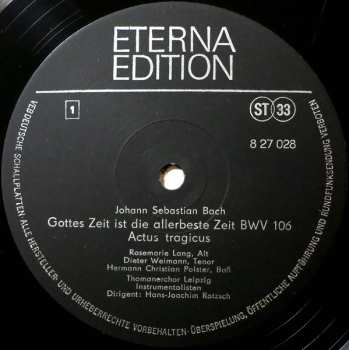 ETERNA
EDITION
1
ST 33
8 27 028
Johann Sebastian Bach
Gottes Zeit ist die allerbeste Zeit BWV 106
Actus tragicus
Rosemarie Lang, Alt
Dieter Weimann, Tenor
Hermann Christian Polster, Baß
Thomanerchor Leipzig
Instrumentalisten
Dirigent: Hans-Joachim Rotzsch
VEB DEUTSCHE SCHALLPLATTEN ALLE HERSTELLER- UND URHEBERRECHTE VORBEHALTE· ÜBERSPIELUNG, ÖFFENTLICHE AUFFÜHRUNG UND RUNDFUNKSENDUNG VERBOTEN